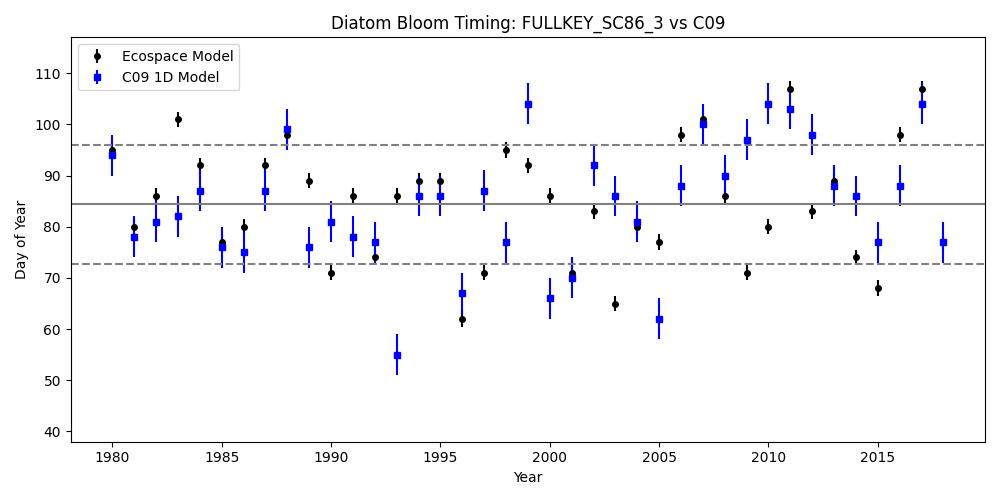 Diatom Bloom Timing: FULLKEY_SC86_3 vs C09
Ecospace Model
C09 1D Model
110
100
90
80
70
60
50
40
Day of Year
1980 1985 1990 1995 2000 2005 2010 2015
Year